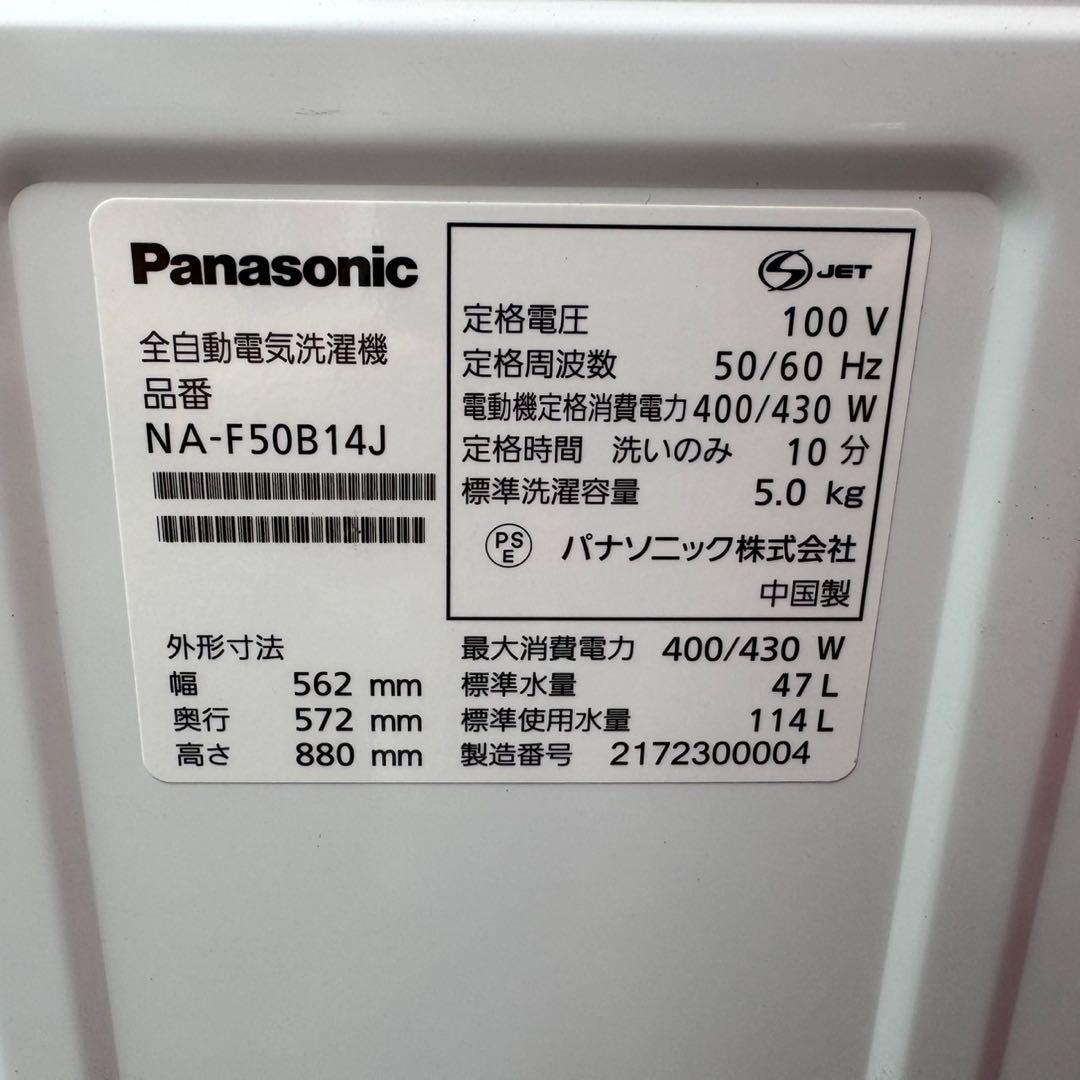 Panasonic
全自動電気洗濯機
品番
NA-F50B14J
JET
定格電圧 100 V
定格周波数 50/60 Hz
電動機定格消費電力 400/430 W
定格時間 洗いのみ 10 分
標準洗濯容量 5.0 kg
PS
E
パナソニック株式会社
中国製
外形寸法
幅 562 mm
奥行 572 mm
高さ 880 mm
最大消費電力 400/430 W
標準水量 47 L
標準使用水量 114 L
製造番号 2172300004